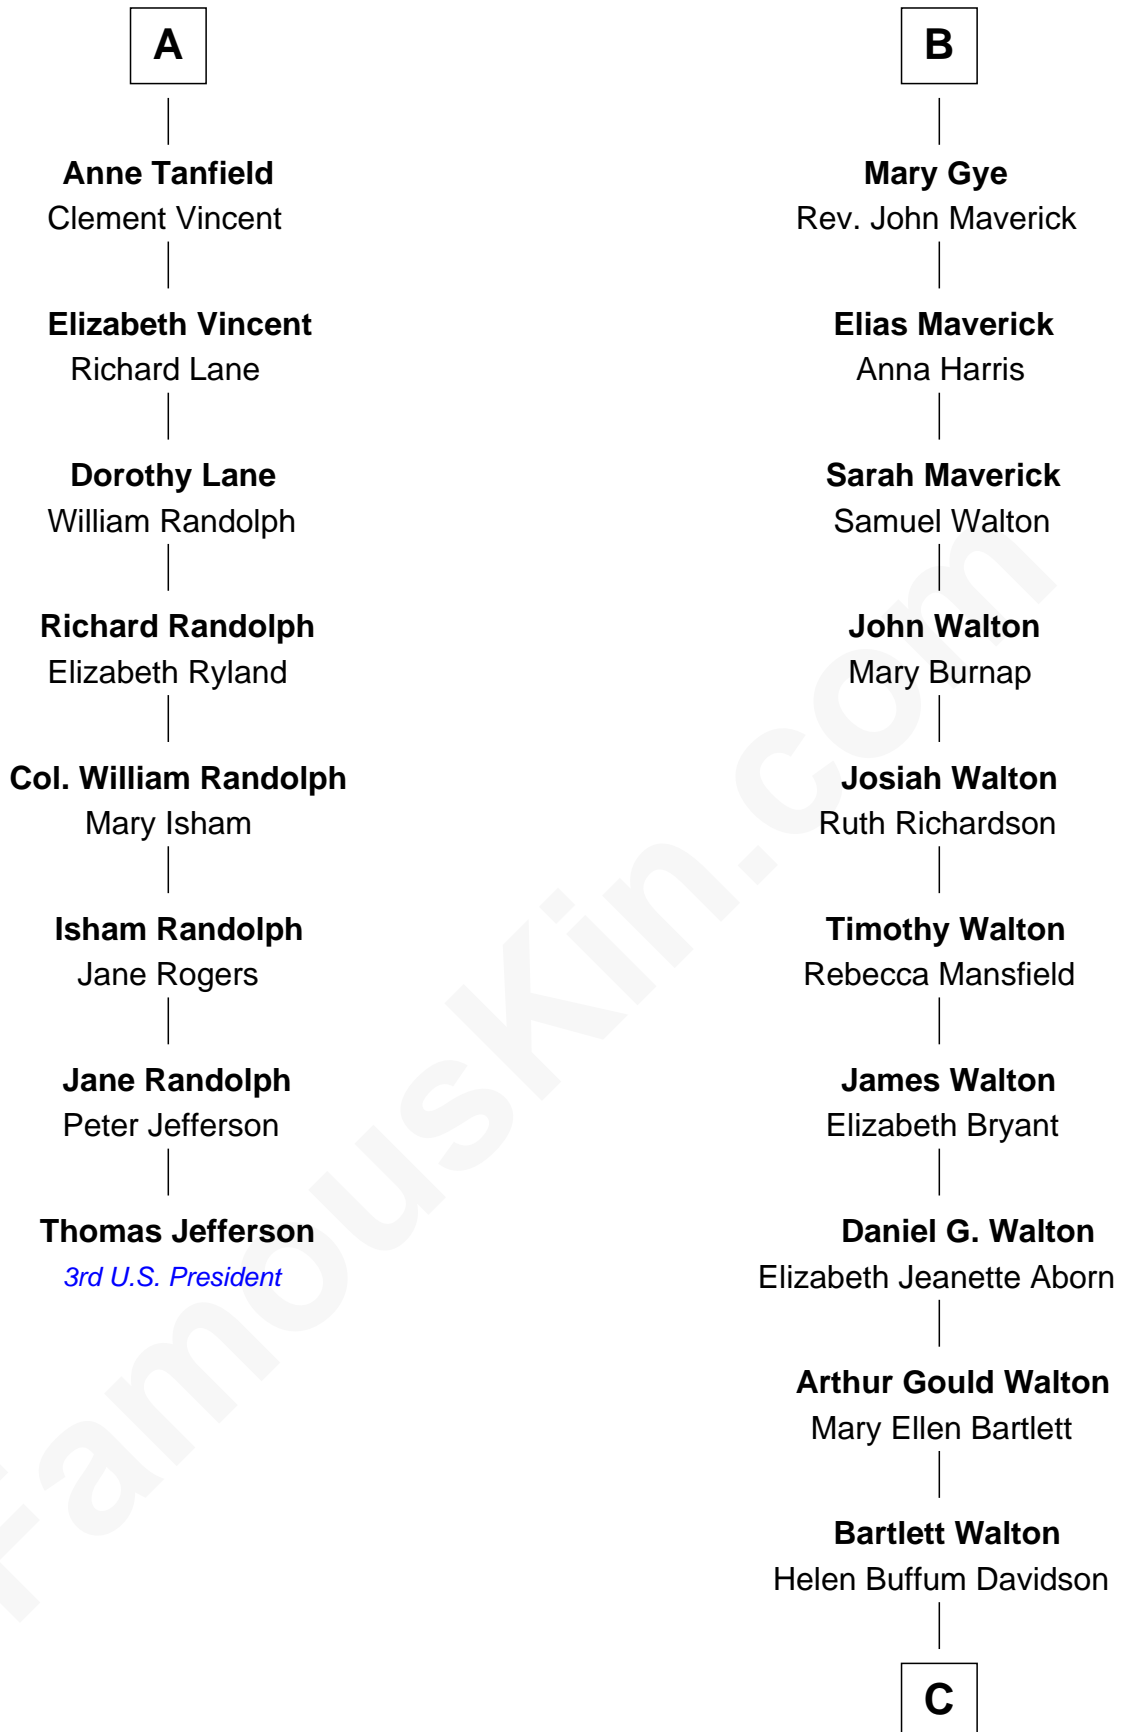 A
Anne Tanfield
Clement Vincent
Elizabeth Vincent
Richard Lane
Dorothy Lane
William Randolph
Richard Randolph
Elizabeth Ryland
Col. William Randolph
Mary Isham
Isham Randolph
Jane Rogers
Jane Randolph
Peter Jefferson
Thomas Jefferson
3rd U.S. President
B
Mary Gye
Rev. John Maverick
Elias Maverick
Anna Harris
Sarah Maverick
Samuel Walton
John Walton
Mary Burnap
Josiah Walton
Ruth Richardson
Timothy Walton
Rebecca Mansfield
James Walton
Elizabeth Bryant
Daniel G. Walton
Elizabeth Jeanette Aborn
Arthur Gould Walton
Mary Ellen Bartlett
Bartlett Walton
Helen Buffum Davidson
C
FamousKin.com